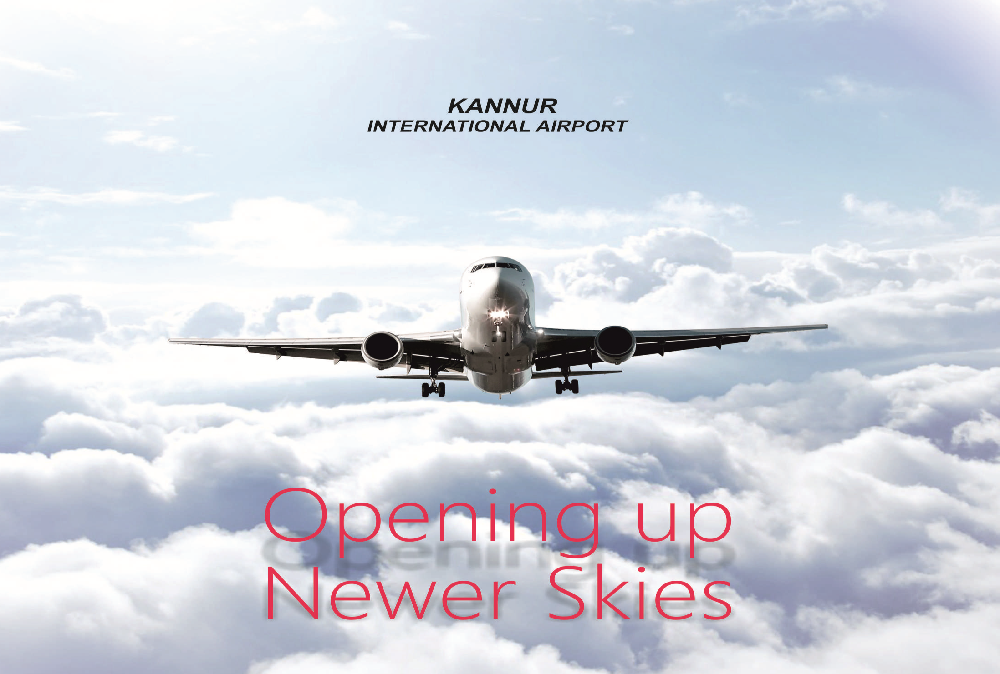 KANNUR
INTERNATIONAL AIRPORT
Opening up
Newer Skies